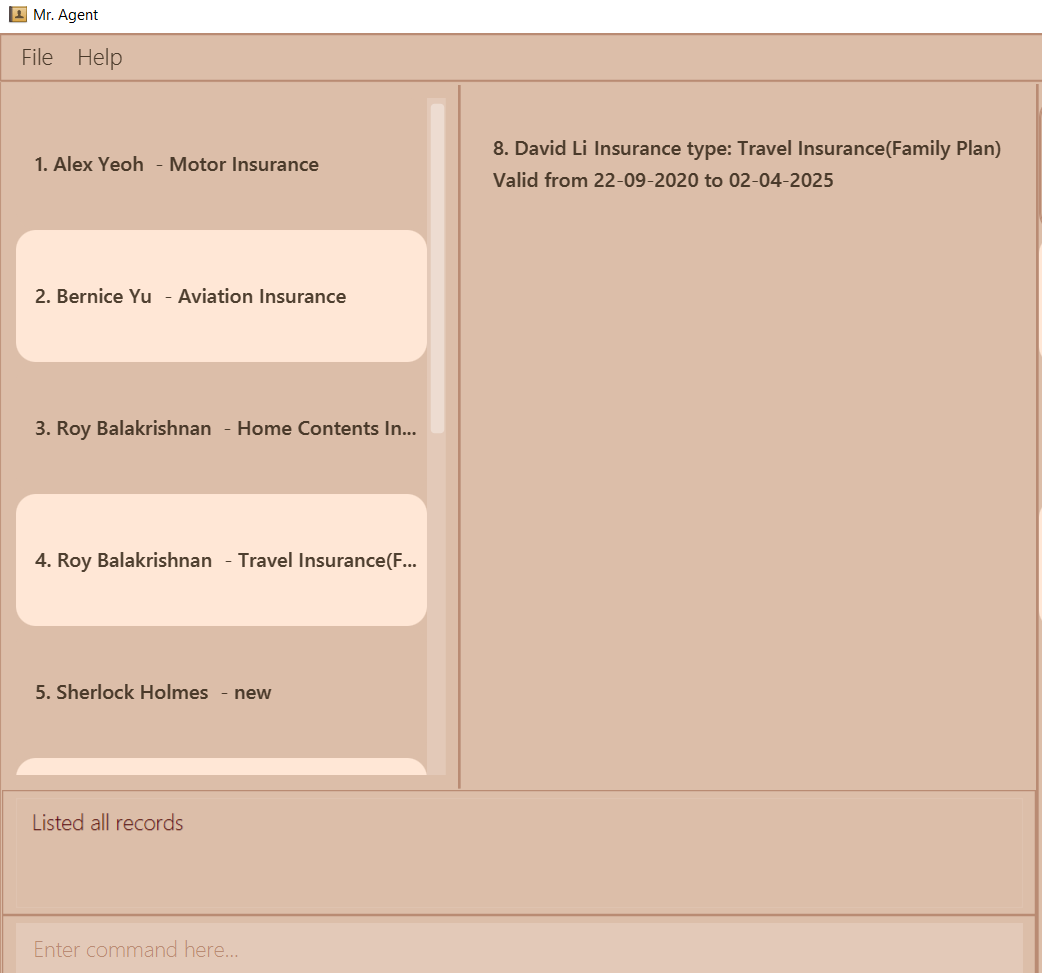 Mr. Agent
File Help
1. Alex Yeoh - Motor Insurance
2. Bernice Yu - Aviation Insurance
3. Roy Balakrishnan - Home Contents In...
4. Roy Balakrishnan - Travel Insurance(F...
5. Sherlock Holmes - new
8. David Li Insurance type: Travel Insurance(Family Plan)
Valid from 22-09-2020 to 02-04-2025
Listed all records
Enter command here...